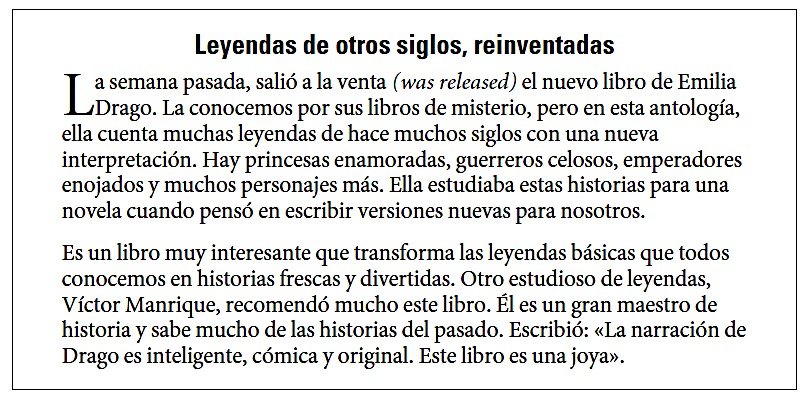 Leyendas de otros siglos, reinventadas
La semana pasada, salió a la venta (was released) el nuevo libro de Emilia
Drago. La conocemos por sus libros de misterio, pero en esta antología,
ella cuenta muchas leyendas de hace muchos siglos con una nueva
interpretación. Hay princesas enamoradas, guerreros celosos, emperadores
enojados y muchos personajes más. Ella estudiaba estas historias para una
novela cuando pensó en escribir versiones nuevas para nosotros.
Es un libro muy interesante que transforma las leyendas básicas que todos
conocemos en historias frescas y divertidas. Otro estudioso de leyendas,
Víctor Manrique, recomendó mucho este libro. Él es un gran maestro de
historia y sabe mucho de las historias del pasado. Escribió: «La narración de
Drago es inteligente, cómica y original. Este libro es una joya».